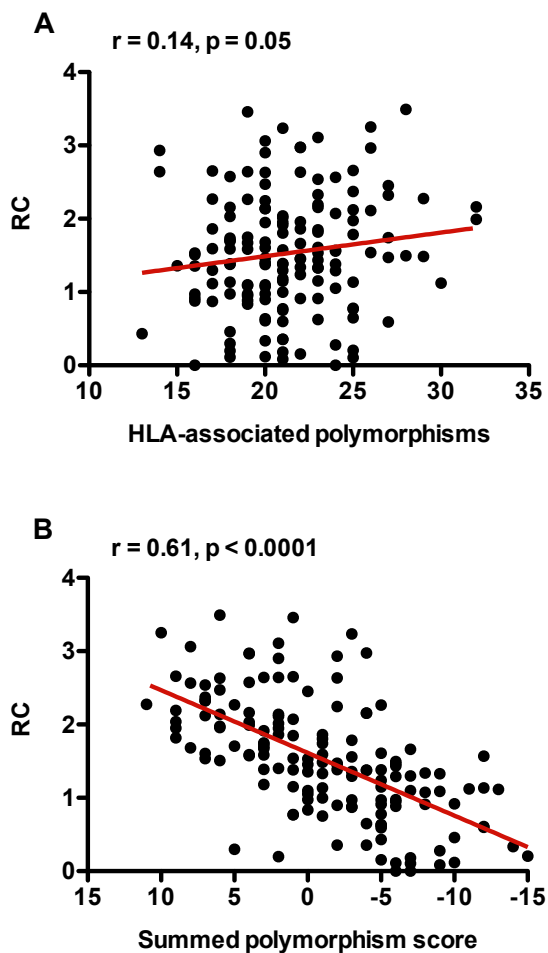 A
r = 0.14, p = 0.05
4
3
2
1
0
RC
10 15 20 25 30 35
HLA-associated polymorphisms
B
r = 0.61, p < 0.0001
4
3
2
1
0
RC
15 10 5 0 -5 -10 -15
Summed polymorphism score